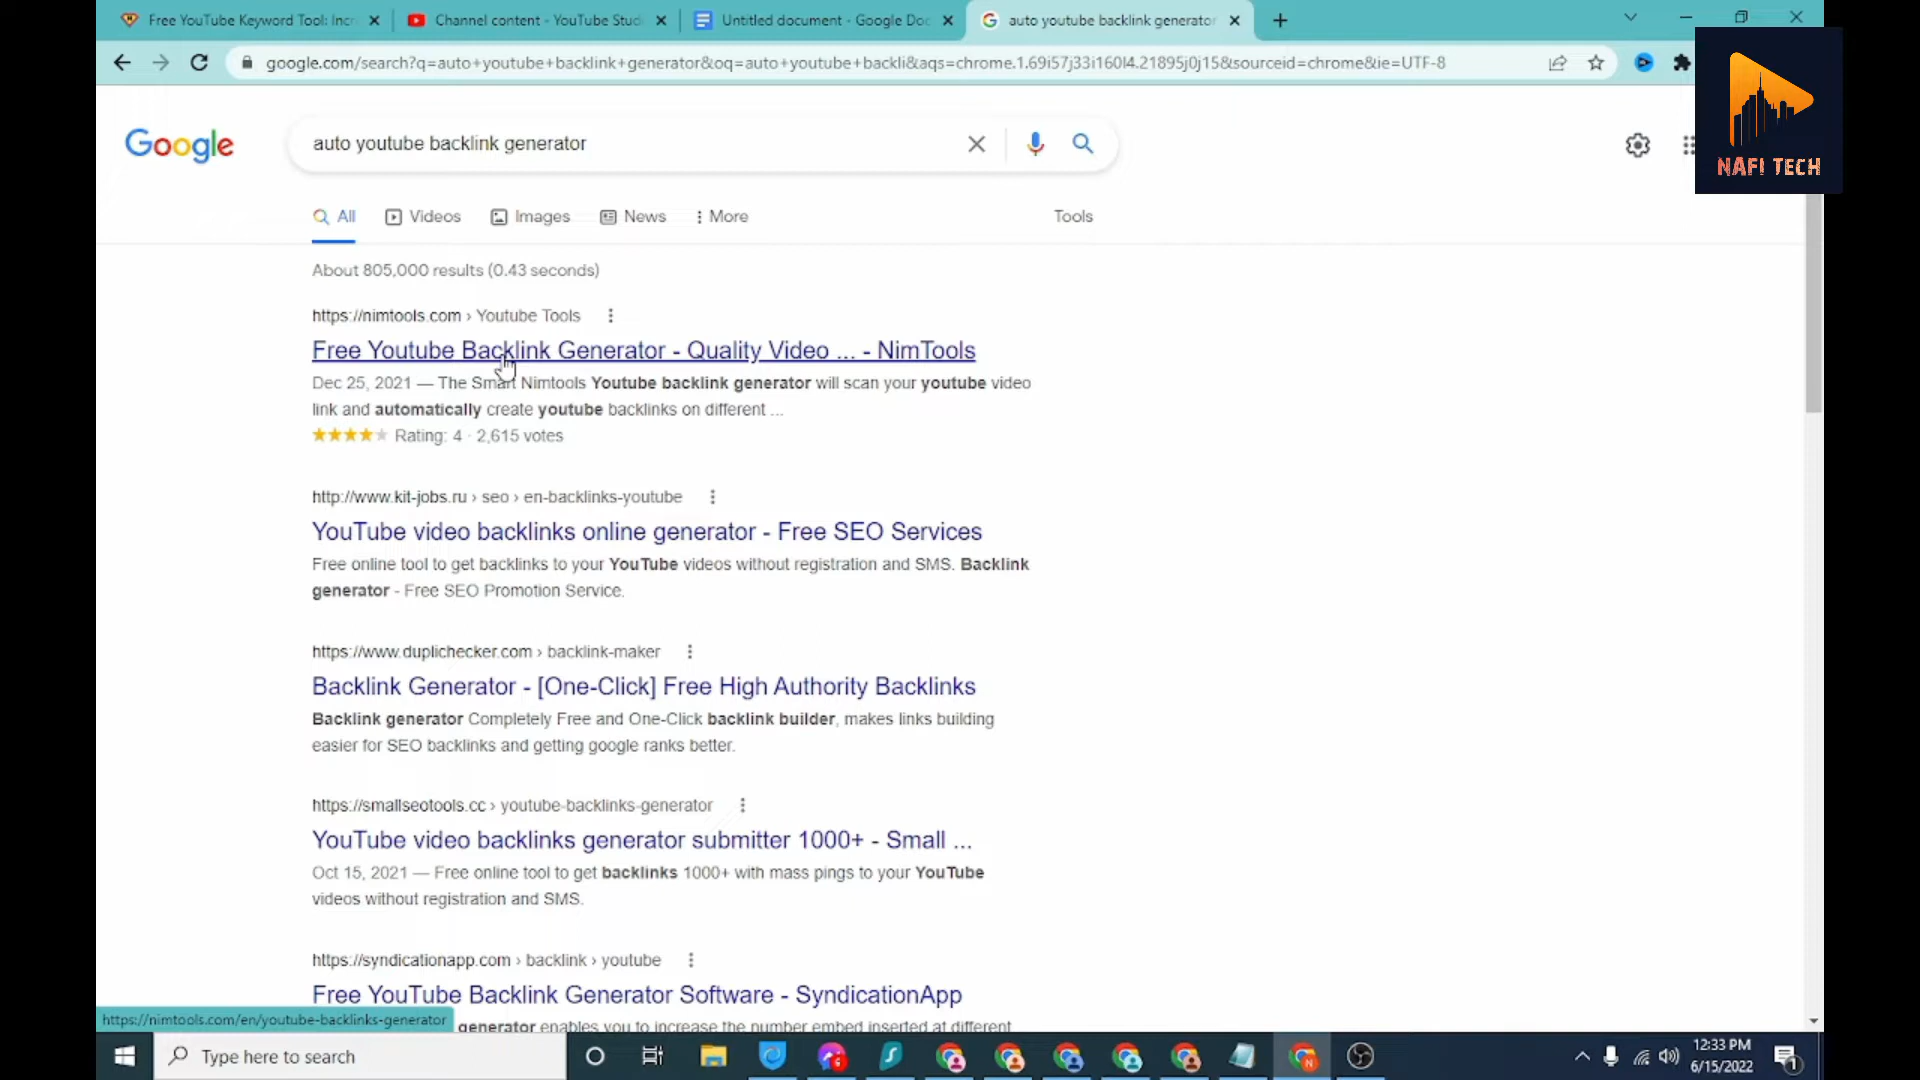 Free YouTube Keyword Tool: Incr
Channel content - YouTube Stud
Untitled document - Google Doc
auto youtube backlink generator
google.com/search?q=auto+youtube+backlink+generator&oq=auto+youtube+backli&aqs=chrome.1.69i57j33i160l4.21895j0j15&sourceid=chrome&ie=UTF-8
NAFI TECH
Google
auto youtube backlink generator
All
Videos
Images
News
More
Tools
About 805,000 results (0.43 seconds)
https://nimtools.com › Youtube Tools
Free Youtube Backlink Generator - Quality Video ... - NimTools
Dec 25, 2021 — The Smart Nimtools Youtube backlink generator will scan your youtube video
link and automatically create youtube backlinks on different ...
Rating: 4 · 2,615 votes
http://www.kit-jobs.ru › seo › en-backlinks-youtube
YouTube video backlinks online generator - Free SEO Services
Free online tool to get backlinks to your YouTube videos without registration and SMS. Backlink
generator - Free SEO Promotion Service.
https://www.duplichecker.com › backlink-maker
Backlink Generator - [One-Click] Free High Authority Backlinks
Backlink generator Completely Free and One-Click backlink builder, makes links building
easier for SEO backlinks and getting google ranks better.
https://smallseotools.cc › youtube-backlinks-generator
YouTube video backlinks generator submitter 1000+ - Small ...
Oct 15, 2021 — Free online tool to get backlinks 1000+ with mass pings to your YouTube
videos without registration and SMS.
https://syndicationapp.com › backlink › youtube
Free YouTube Backlink Generator Software - SyndicationApp
generator enables you to increase the number embed inserted at different
https://nimtools.com/en/youtube-backlinks-generator
Type here to search
12:33 PM
6/15/2022
1